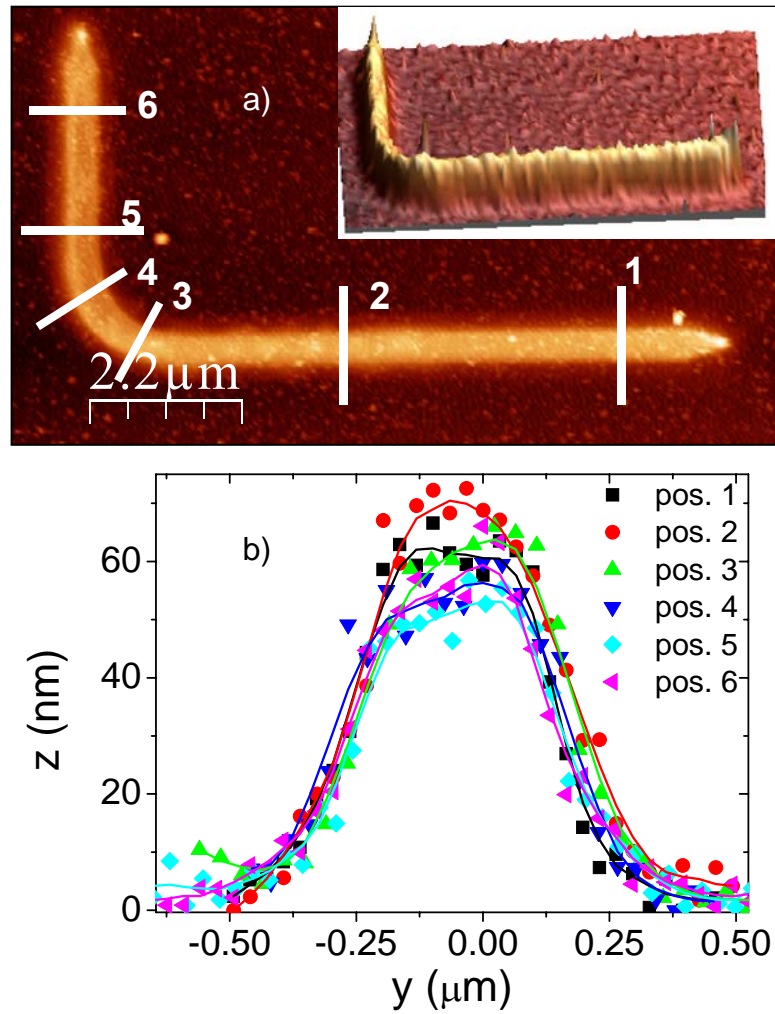 6
a)
5
4
3
2
1
2.2μm
b)
pos. 1
pos. 2
pos. 3
pos. 4
pos. 5
pos. 6
60
40
20
0
z (nm)
-0.50
-0.25
0.00
0.25
0.50
y (μm)